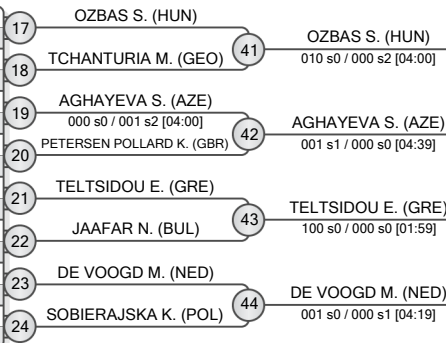 17
OZBAS S. (HUN)
41
OZBAS S. (HUN)
010 s0 / 000 s2 [04:00]
18
TCHANTURIA M. (GEO)
19
AGHAYEVA S. (AZE)
000 s0 / 001 s2 [04:00]
42
AGHAYEVA S. (AZE)
001 s1 / 000 s0 [04:39]
20
PETERSEN POLLARD K. (GBR)
21
TELTSIDOU E. (GRE)
43
TELTSIDOU E. (GRE)
100 s0 / 000 s0 [01:59]
22
JAAFAR N. (BUL)
23
DE VOOGD M. (NED)
44
DE VOOGD M. (NED)
001 s0 / 000 s1 [04:19]
24
SOBIERAJSKA K. (POL)